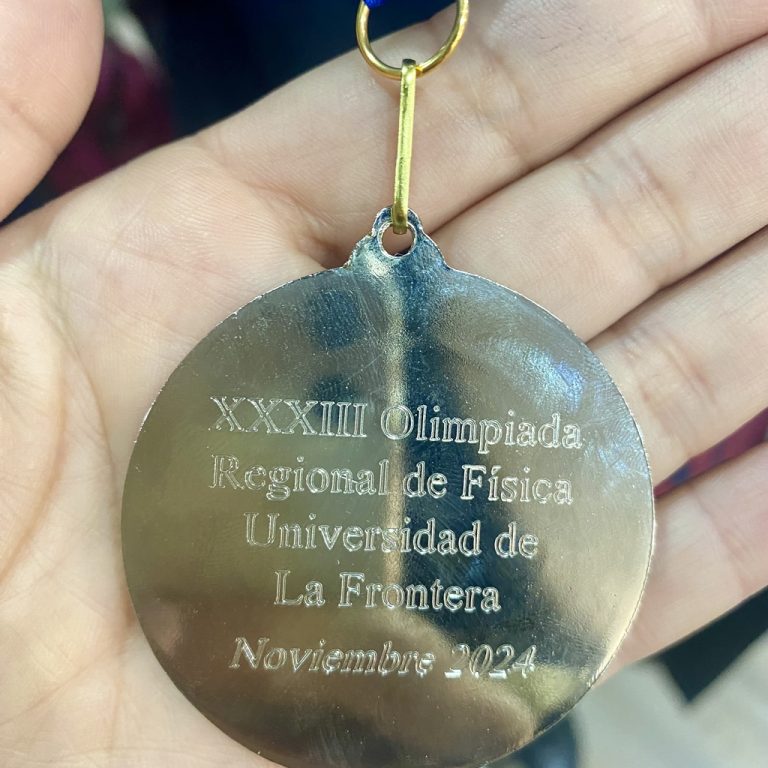 XXXIII Olimpiada
Regional de Física
Universidad de
La Frontera
Noviembre 2024